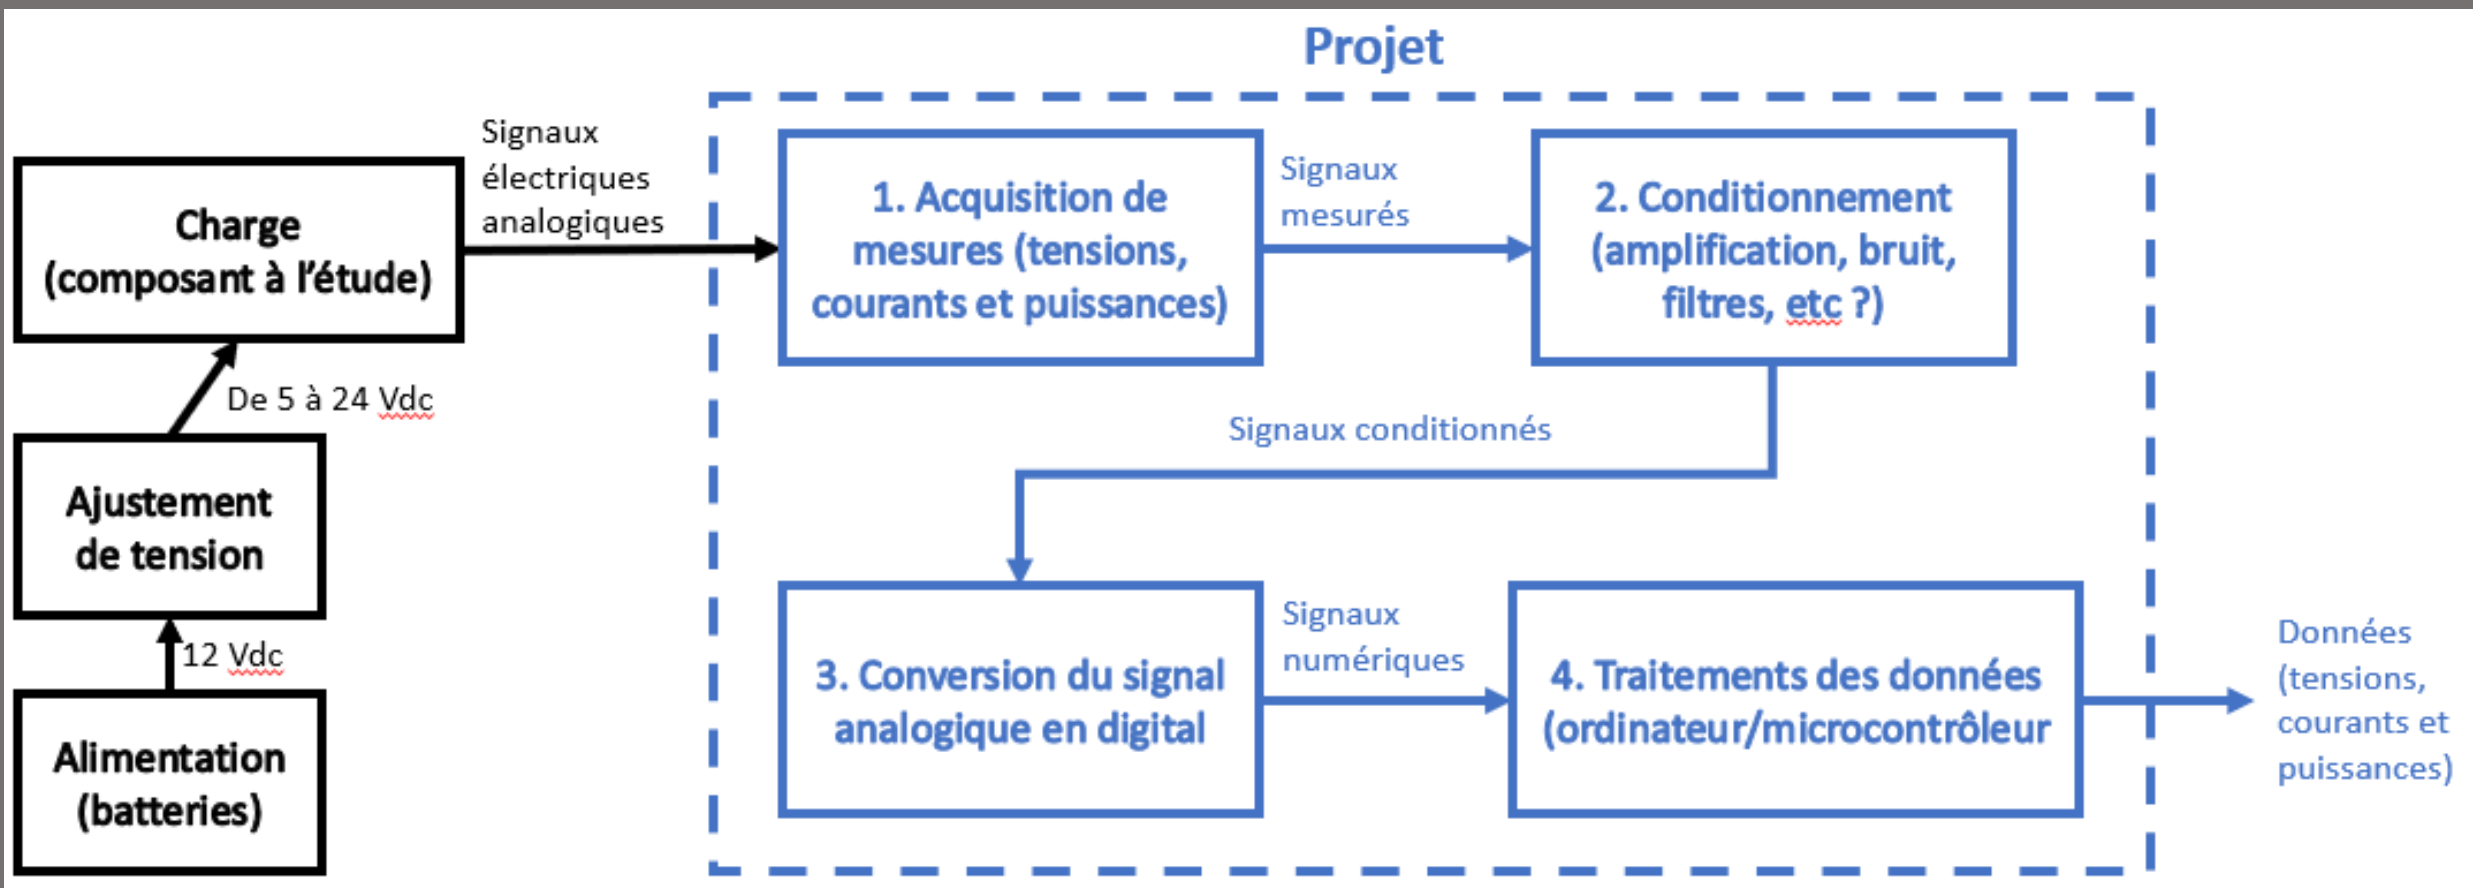 Projet
Signaux
électriques
analogiques
Charge
(composant à l'étude)
1. Acquisition de
mesures (tensions,
courants et puissances)
Signaux
mesurés
2. Conditionnement
(amplification, bruit,
filtres, etc ?)
De 5 à 24 Vdc
Signaux conditionnés
Ajustement
de tension
12 Vdc
Alimentation
(batteries)
3. Conversion du signal
analogique en digital
Signaux
numériques
4. Traitements des données
(ordinateur/microcontrôleur
Données
(tensions,
courants et
puissances)